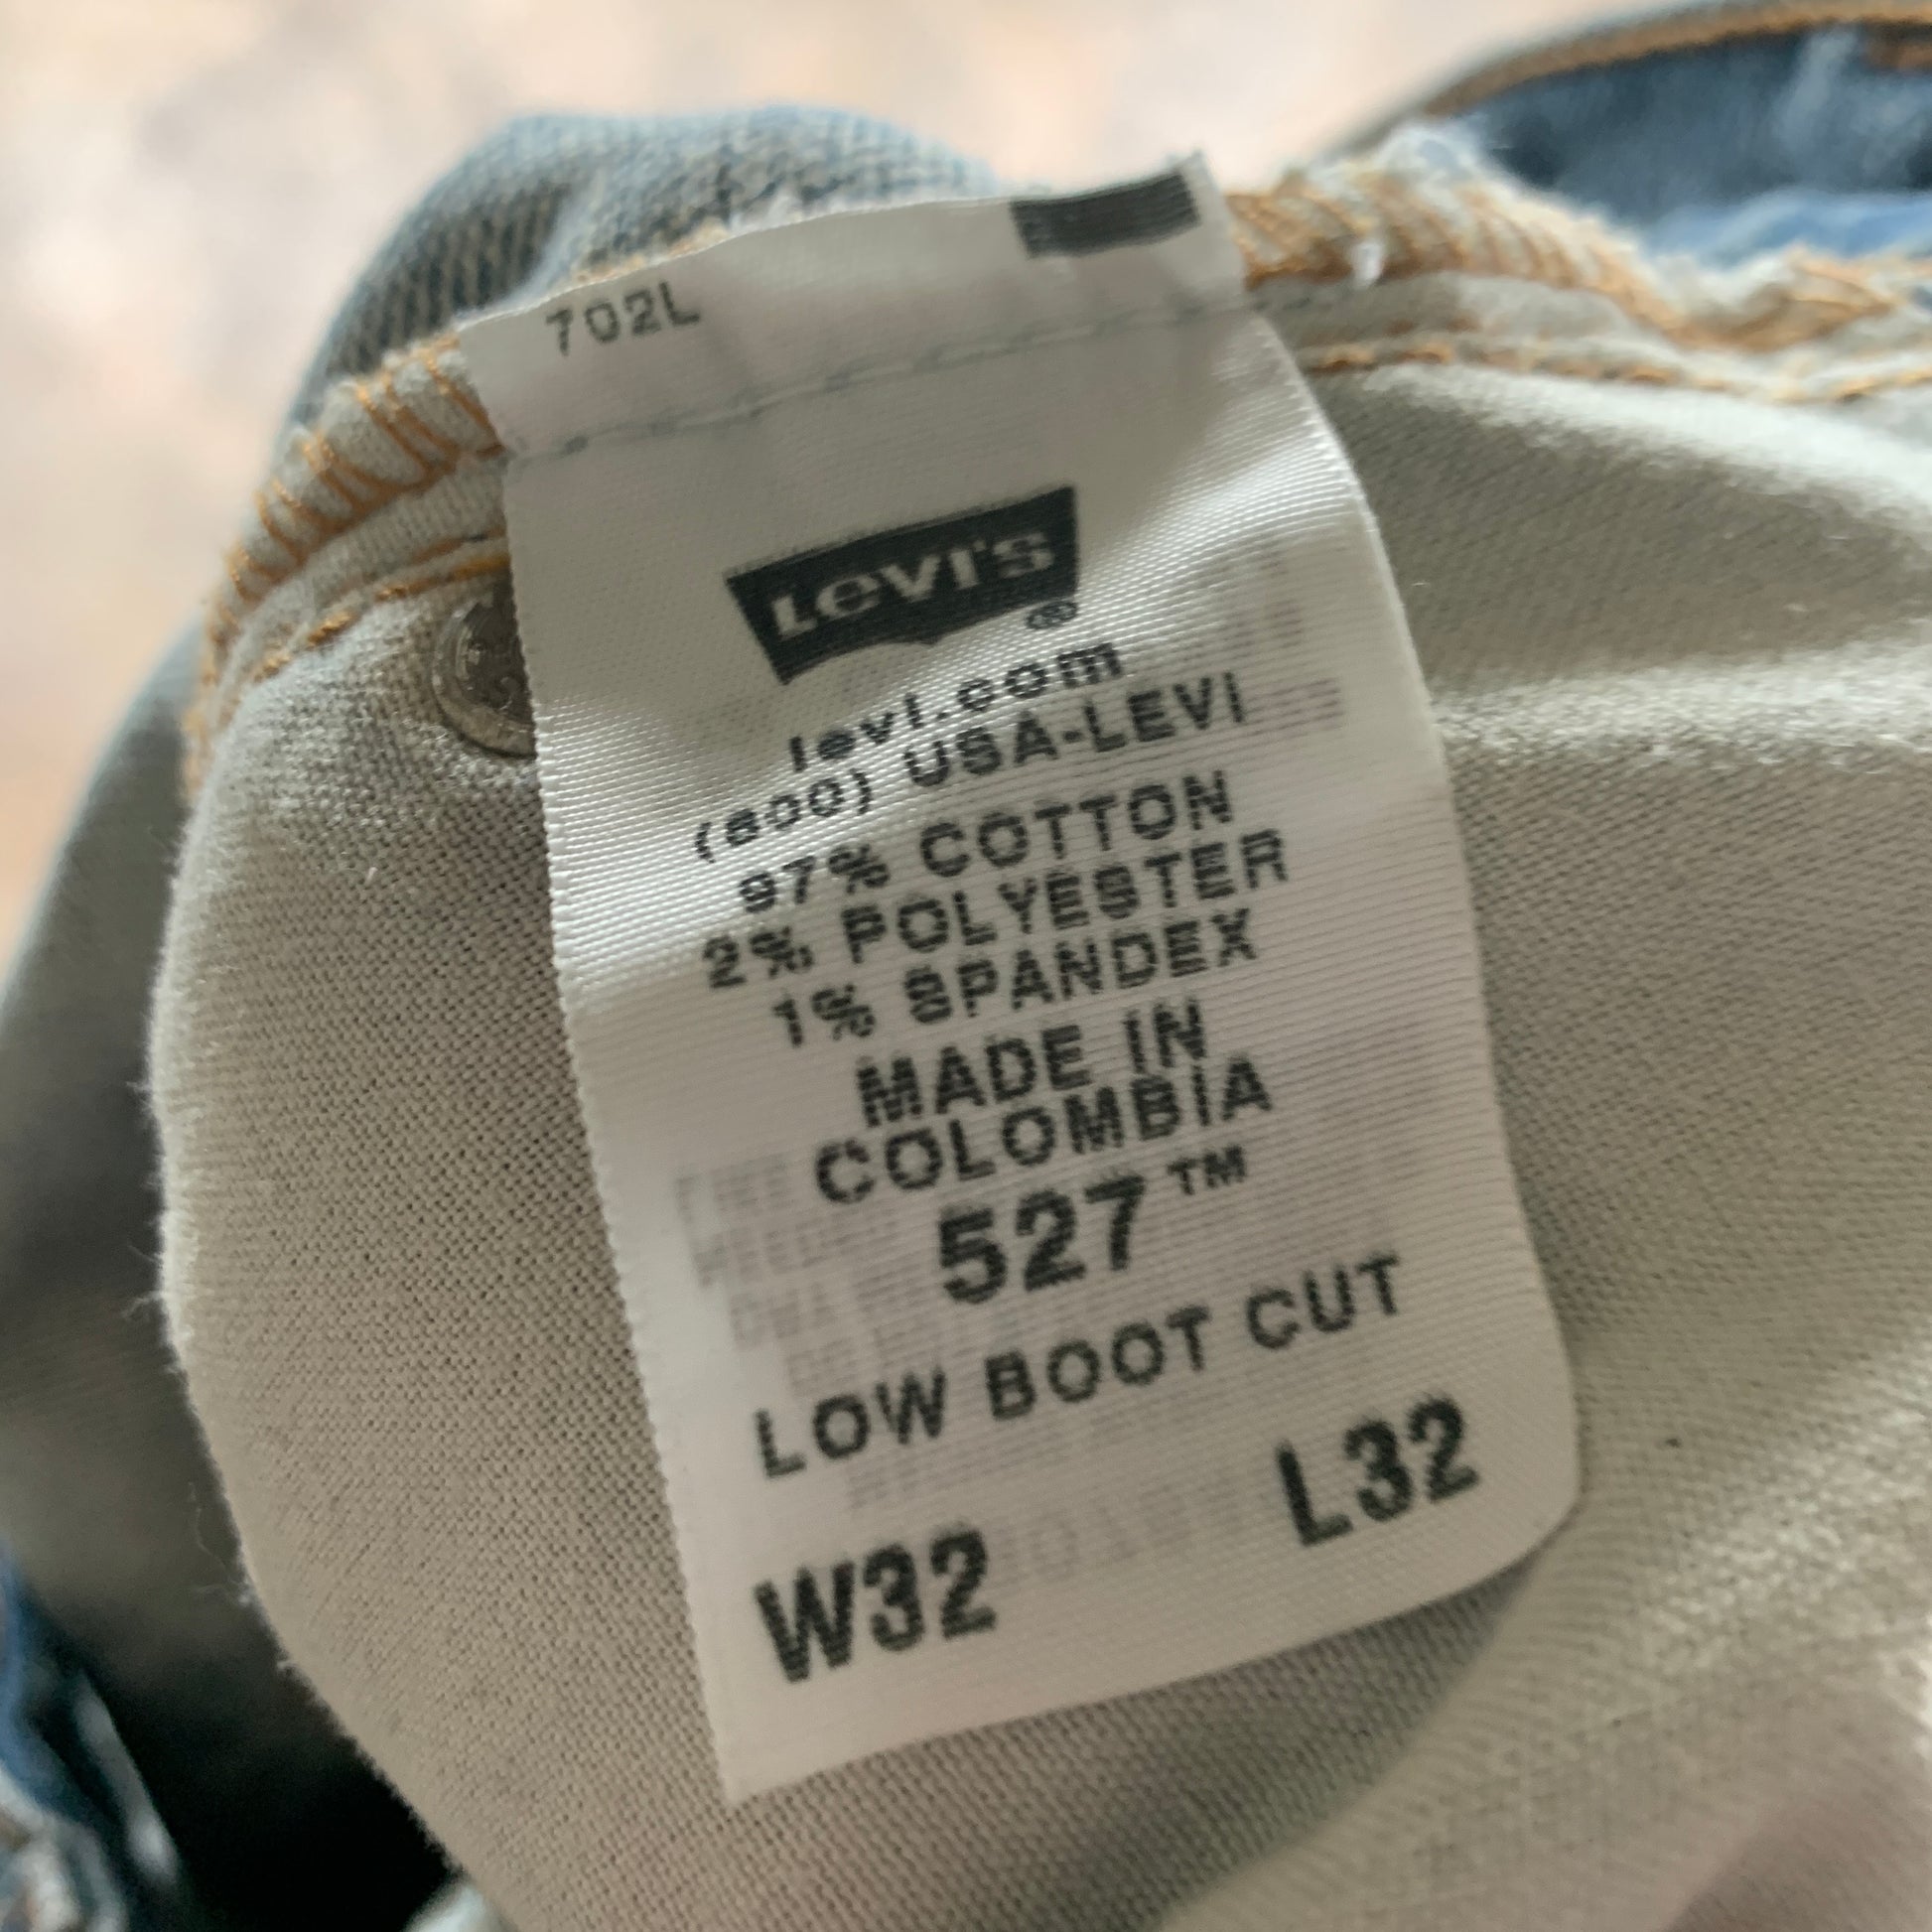 702L
LEVI'S
®
levi.com
(800) USA-LEVI
97% COTTON
2% POLYESTER
1% SPANDEX
MADE IN
COLOMBIA
527™
LOW BOOT CUT
W32 L32